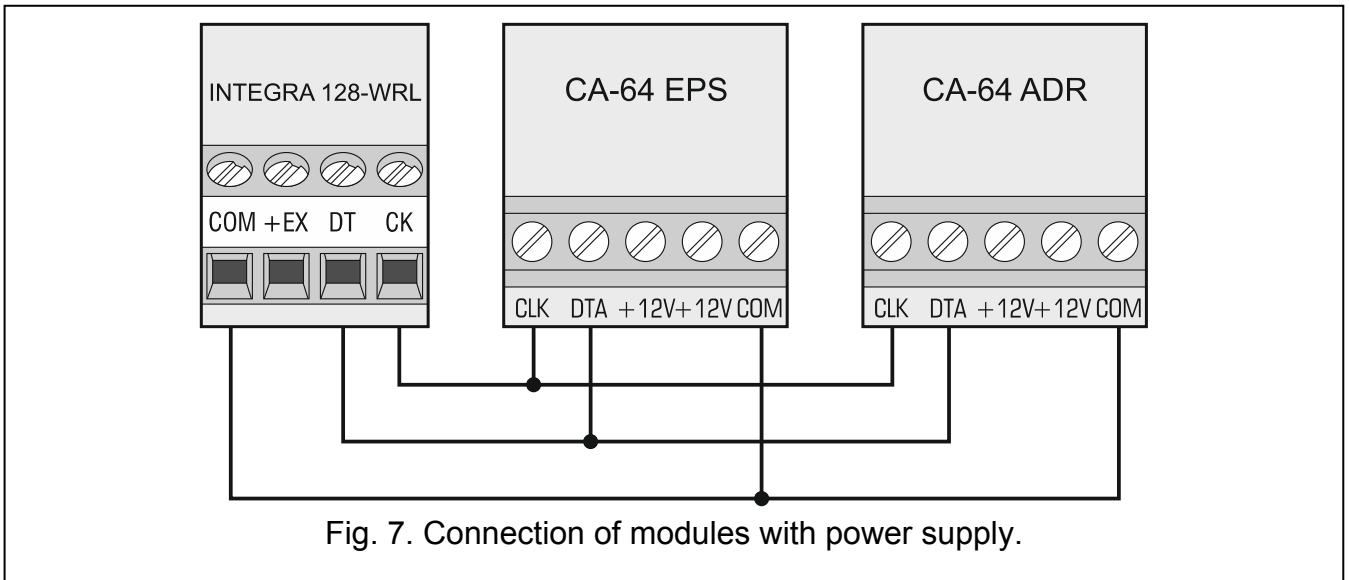 INTEGRA 128-WRL
COM +EX DT CK
CA-64 EPS
CLK DTA +12V+12V COM
CA-64 ADR
CLK DTA +12V+12V COM
Fig. 7. Connection of modules with power supply.